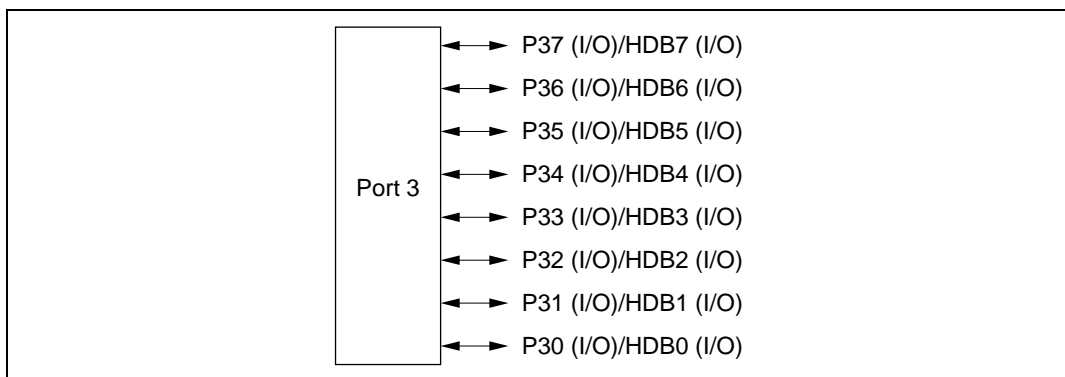 P37 (I/O)/HDB7 (I/O)
P36 (I/O)/HDB6 (I/O)
P35 (I/O)/HDB5 (I/O)
P34 (I/O)/HDB4 (I/O)
Port 3
P33 (I/O)/HDB3 (I/O)
P32 (I/O)/HDB2 (I/O)
P31 (I/O)/HDB1 (I/O)
P30 (I/O)/HDB0 (I/O)